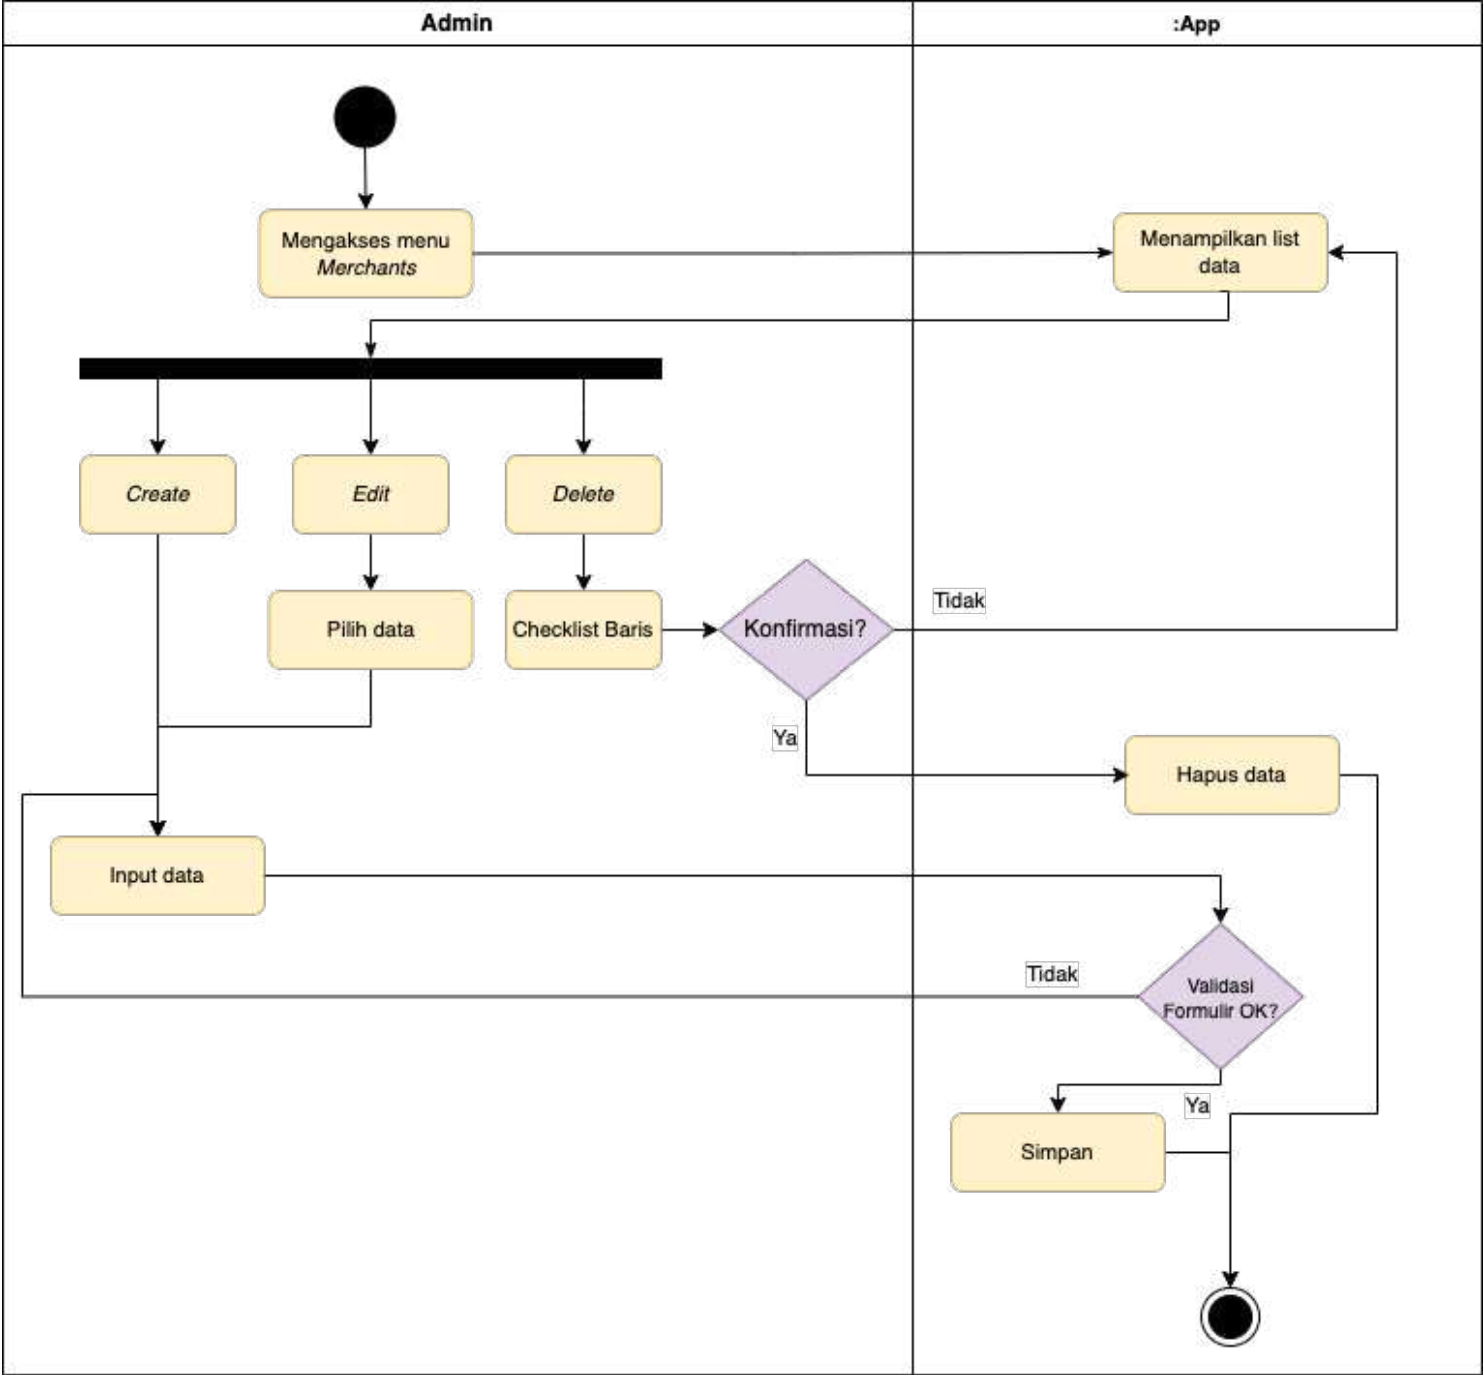 Admin
:App
Mengakses menu
Merchants
Menampilkan list
data
Create
Edit
Delete
Pilih data
Checklist Baris
Konfirmasi?
Tidak
Ya
Hapus data
Input data
Tidak
Validasi
Formulir OK?
Ya
Simpan